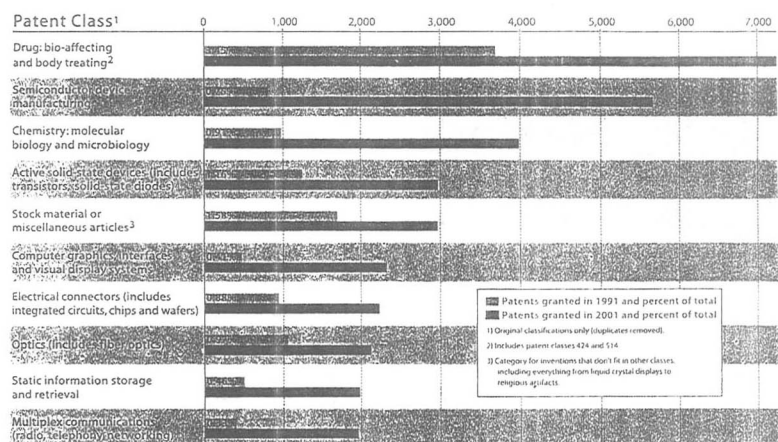 Patent Class¹ 0 1,000 2,000 3,000 4,000 5,000 6,000 7,000
Drug: bio-affecting
and body treating²
Semiconductor device
manufacturing
Chemistry: molecular
biology and microbiology
Active solid-state devices (includes
transistors, solid-state diodes)
Stock material or
miscellaneous articles³
Computer graphics, interfaces
and visual display systems
Electrical connectors (includes
integrated circuits, chips and wafers)
Optics (includes fiber optics)
Static information storage
and retrieval
Multiplex communications
(radio, telephony, networking)
Patents granted in 1991 and percent of total
Patents granted in 2001 and percent of total
1) Original classifications only (duplicates removed).
2) Includes patent classes 424 and 514.
3) Category for inventions that don't fit in other classes,
including everything from liquid crystal displays to
religious artifacts.